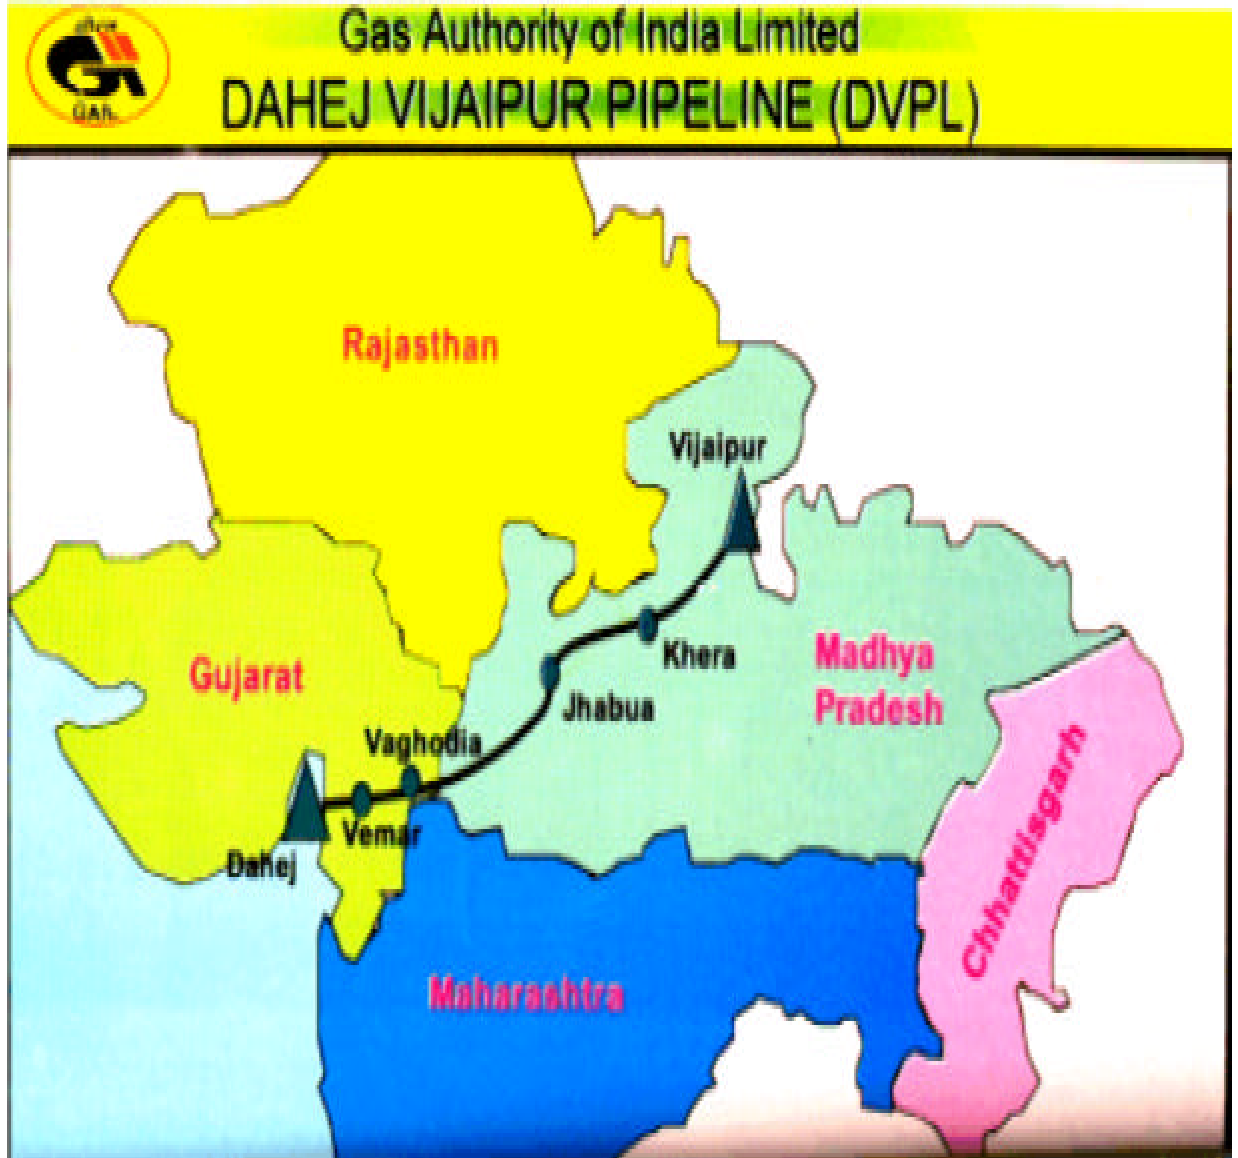 Gas Authority of India Limited
DAHEJ VIJAIPUR PIPELINE (DVPL)
Rajasthan
Vijaipur
Khera
Madhya
Pradesh
Gujarat
Jhabua
Vaghodia
Vemar
Dahej
Chhattisgarh
Maharashtra